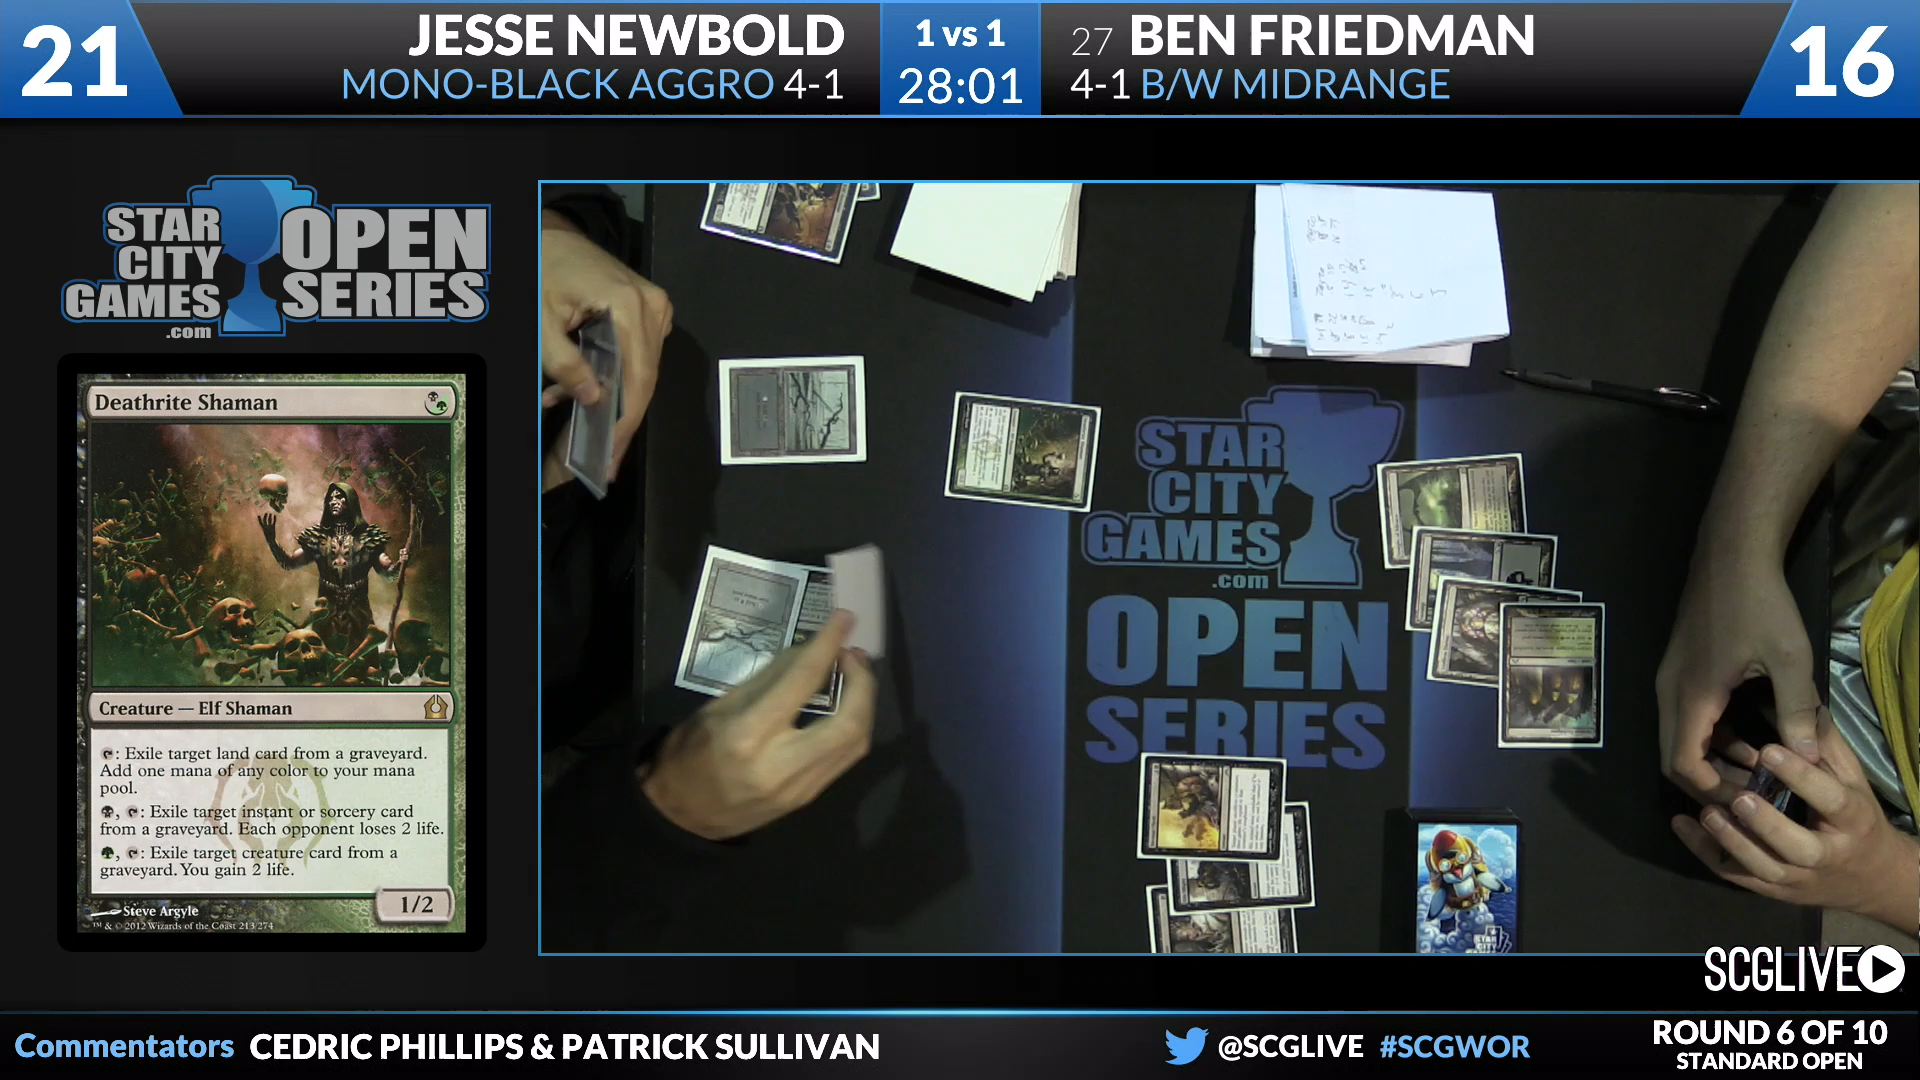 21
JESSE NEWBOLD
MONO-BLACK AGGRO 4-1
1 vs 1
28:01
27 BEN FRIEDMAN
4-1 B/W MIDRANGE
16
STAR CITY GAMES .com OPEN SERIES
Deathrite Shaman
Creature — Elf Shaman
: Exile target land card from a graveyard.
Add one mana of any color to your mana
pool.
, : Exile target instant or sorcery card
from a graveyard. Each opponent loses 2 life.
, : Exile target creature card from a
graveyard. You gain 2 life.
1/2
Steve Argyle
™ & © 2012 Wizards of the Coast 213/274
STAR
CITY
GAMES
.com
OPEN
SERIES
STAR
CITY
SCGLIVE
Commentators CEDRIC PHILLIPS & PATRICK SULLIVAN
@SCGLIVE #SCGWOR
ROUND 6 OF 10
STANDARD OPEN